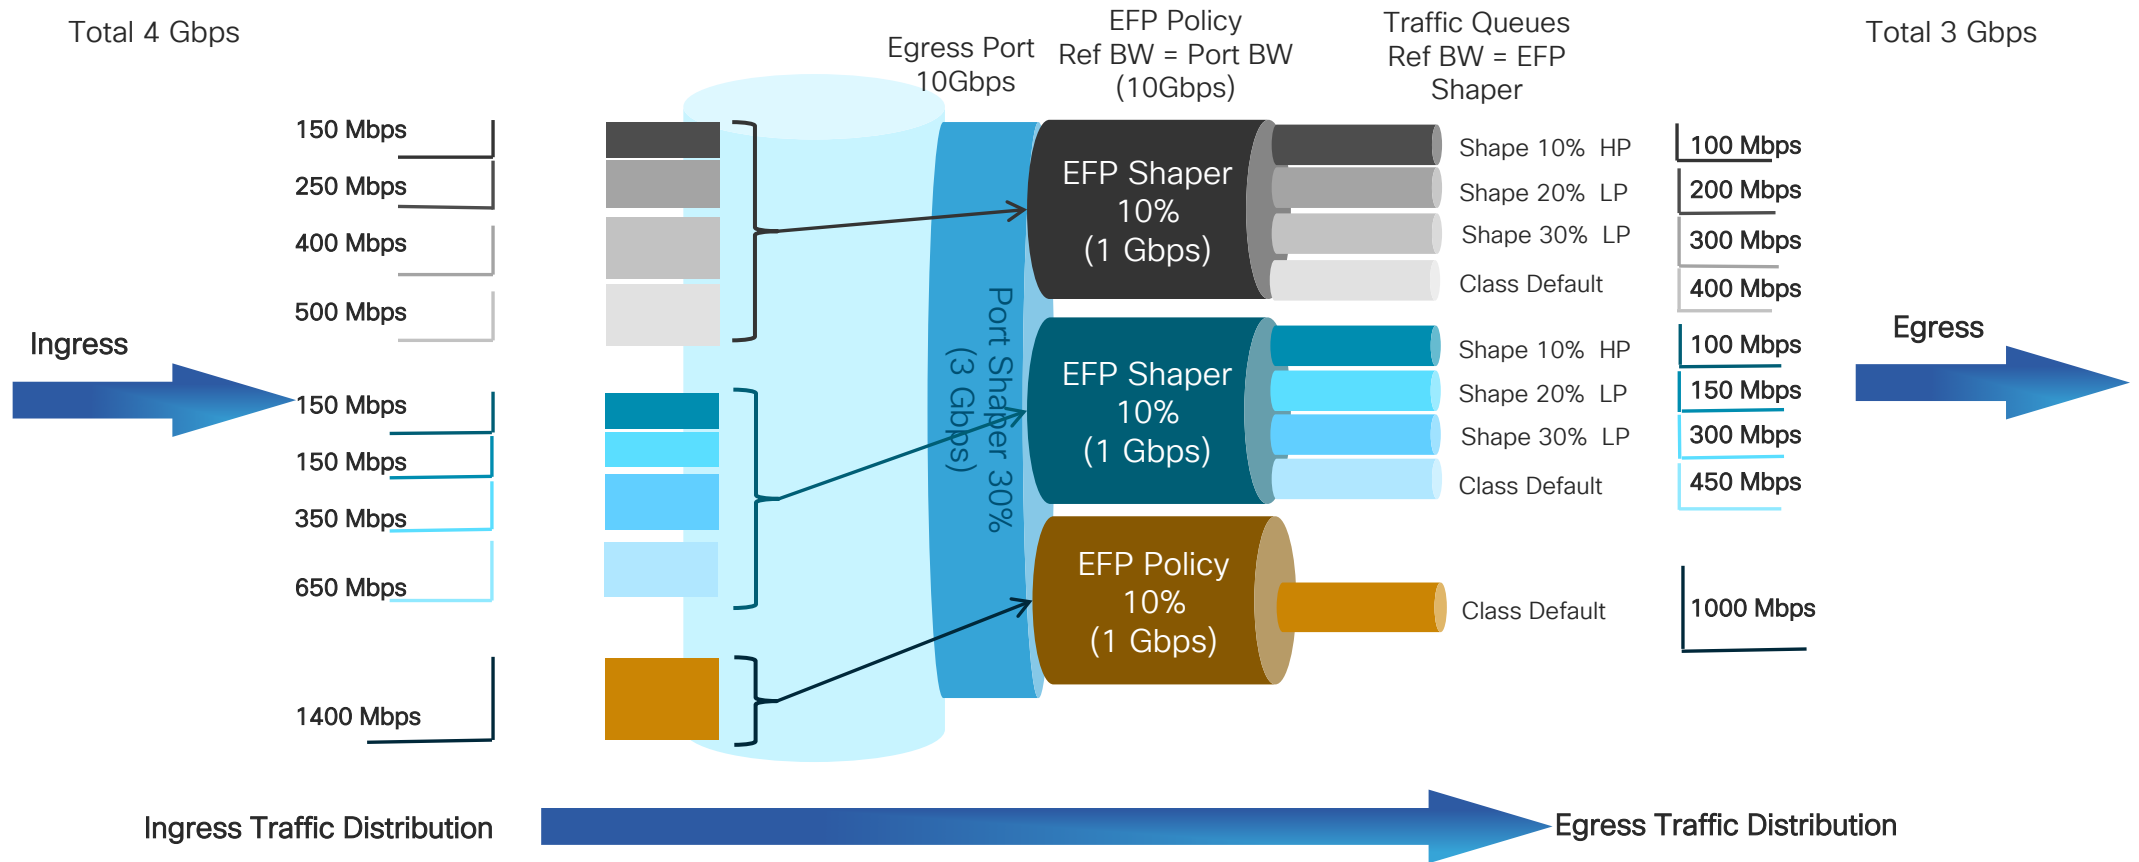 Total 4 Gbps
Egress Port
10Gbps
EFP Policy
Ref BW = Port BW
(10Gbps)
Traffic Queues
Ref BW = EFP
Shaper
Total 3 Gbps
150 Mbps
250 Mbps
400 Mbps
500 Mbps
Ingress
150 Mbps
150 Mbps
350 Mbps
650 Mbps
1400 Mbps
Port Shaper 30%
(3 Gbps)
EFP Shaper
10%
(1 Gbps)
EFP Shaper
10%
(1 Gbps)
EFP Policy
10%
(1 Gbps)
Shape 10% HP
Shape 20% LP
Shape 30% LP
Class Default
Shape 10% HP
Shape 20% LP
Shape 30% LP
Class Default
Class Default
100 Mbps
200 Mbps
300 Mbps
400 Mbps
100 Mbps
150 Mbps
300 Mbps
450 Mbps
1000 Mbps
Egress
Ingress Traffic Distribution
Egress Traffic Distribution